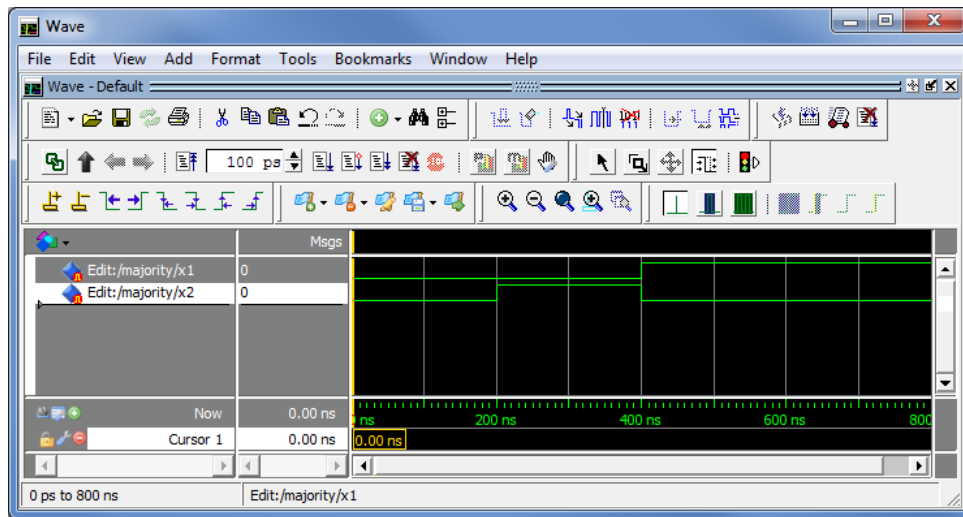 Wave
File Edit View Add Format Tools Bookmarks Window Help
Wave - Default
100 ps
Msgs
Edit:/majority/x1 0
Edit:/majority/x2 0
Now 0.00 ns
ns 200 ns 400 ns 600 ns 800
Cursor 1 0.00 ns 0.00 ns
0 ps to 800 ns Edit:/majority/x1